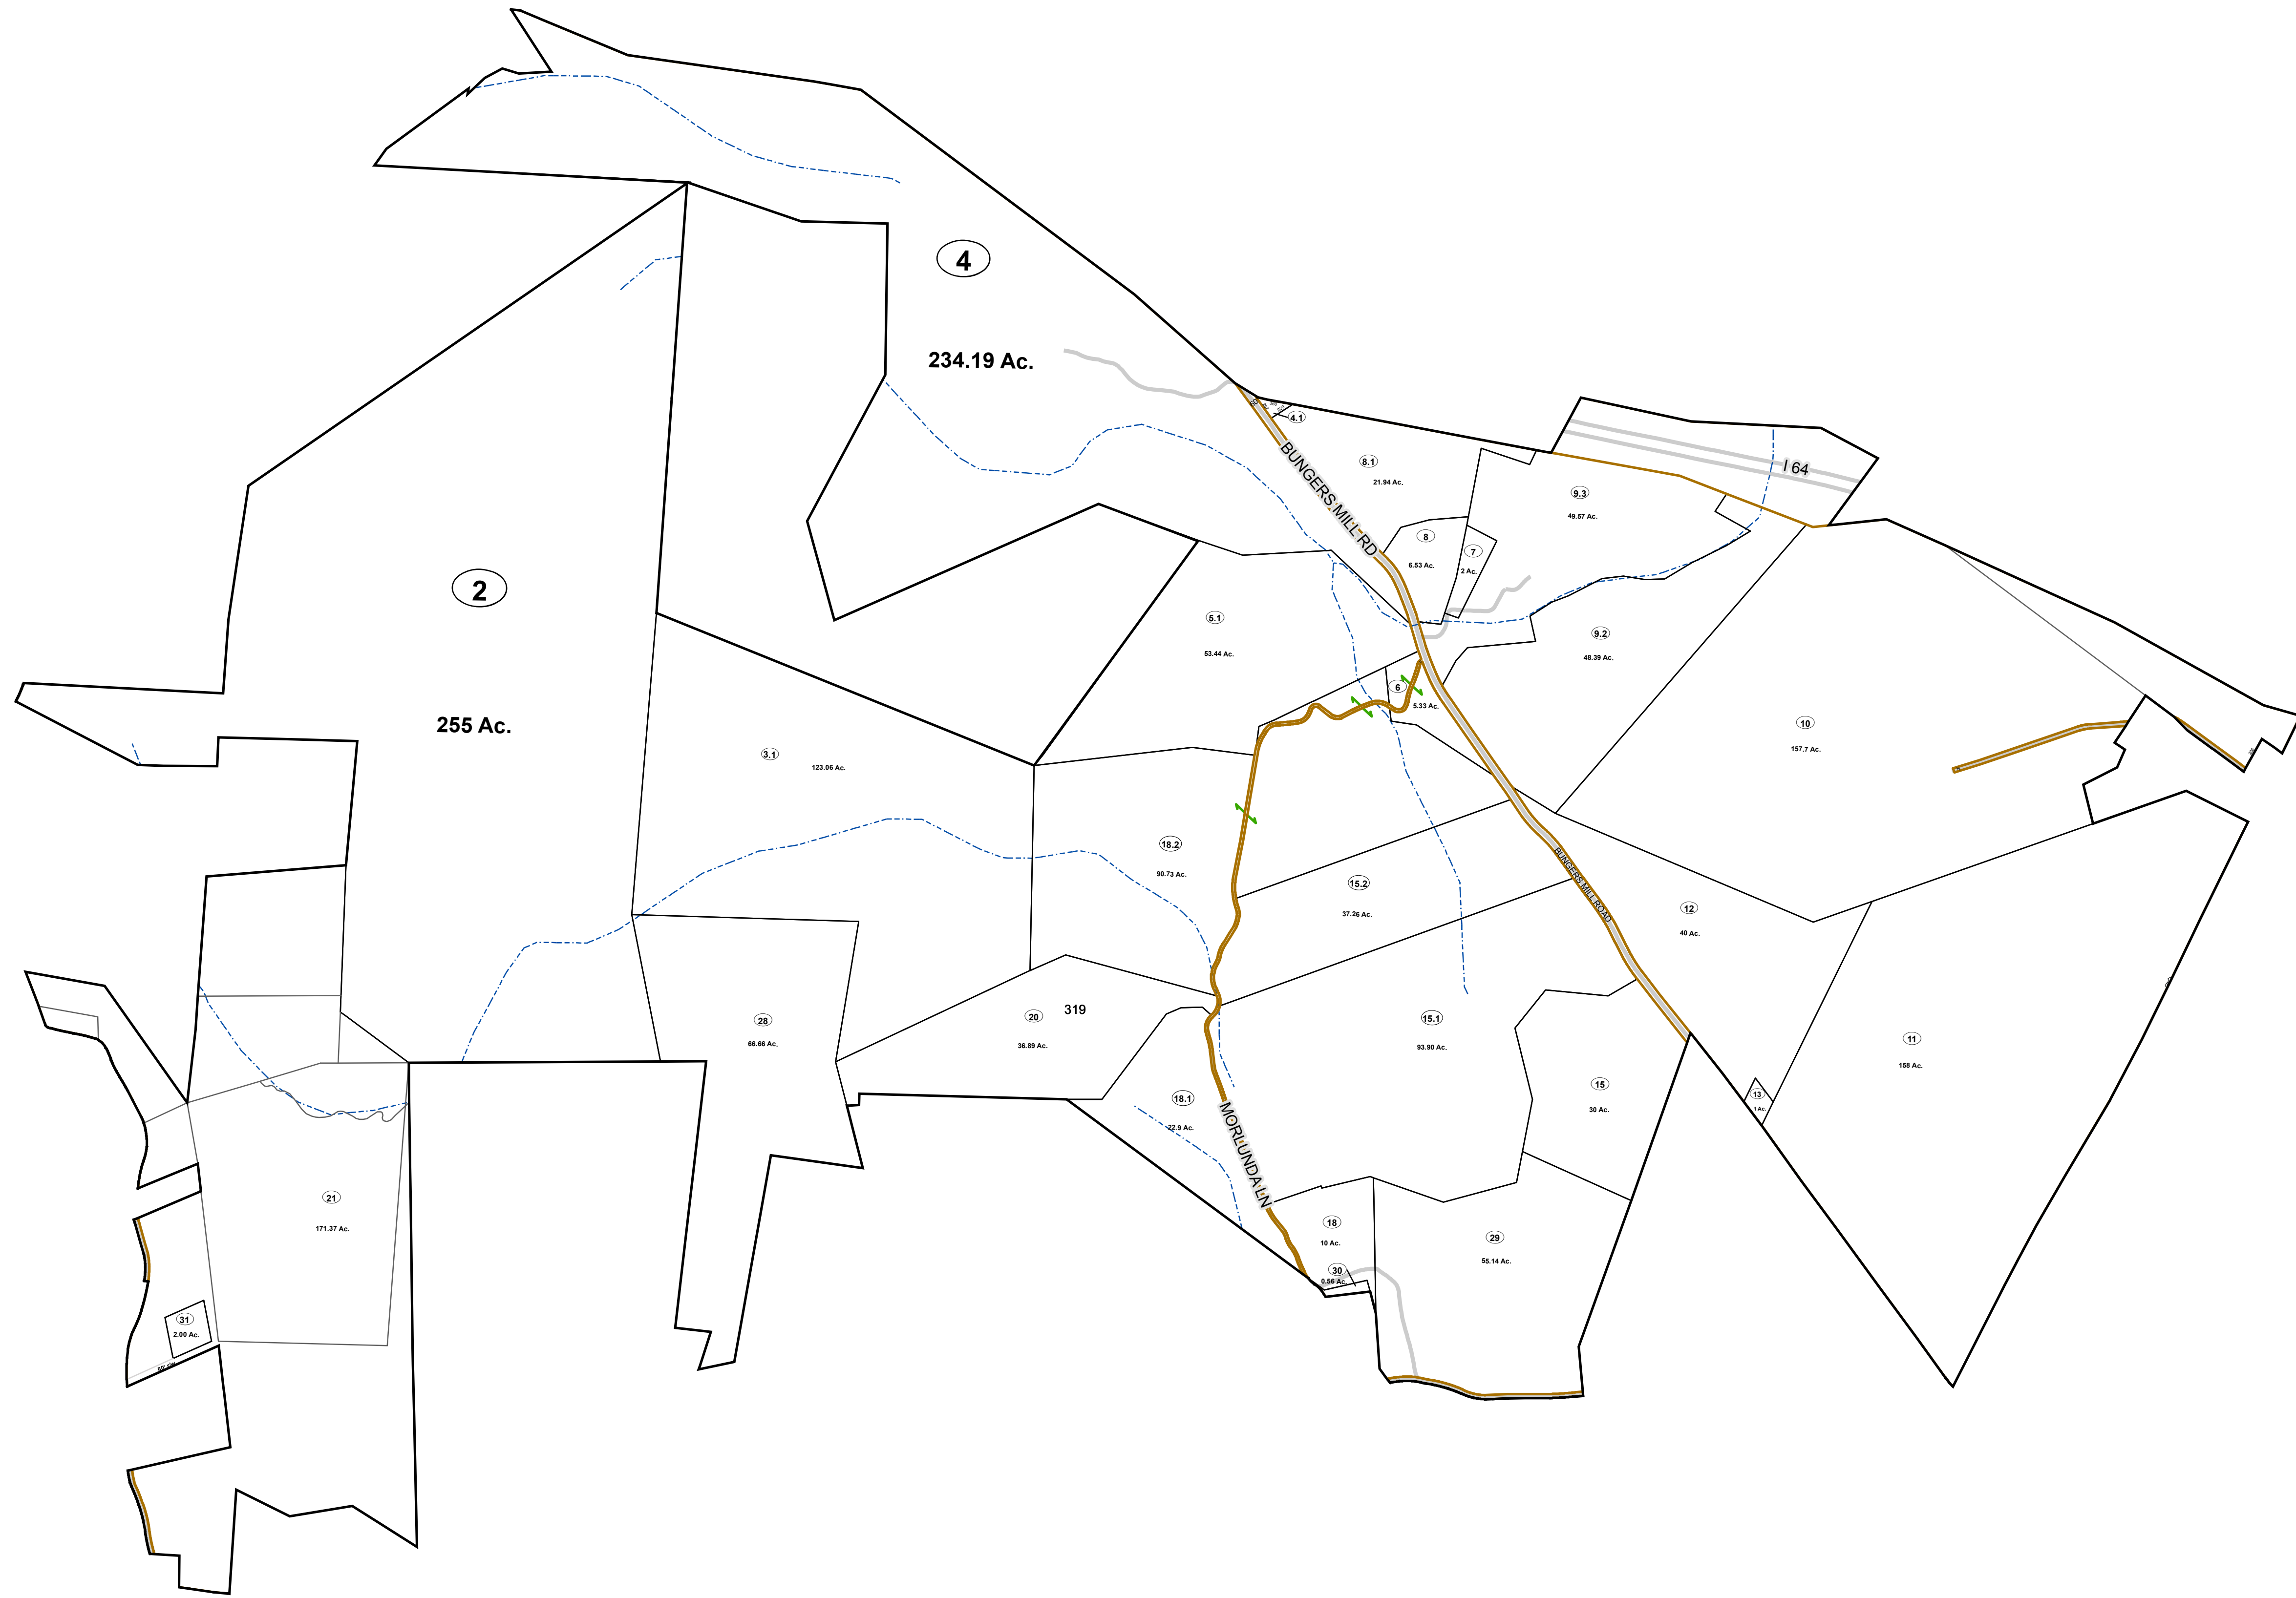 4
234.19 Ac.
4.1
BUNGERS MILL RD
8.1
21.94 Ac.
I 64
9.3
49.57 Ac.
8
6.53 Ac.
7
2 Ac.
2
255 Ac.
5.1
53.44 Ac.
9.2
48.39 Ac.
6
5.33 Ac.
10
157.7 Ac.
3.1
123.06 Ac.
18.2
90.73 Ac.
15.2
37.26 Ac.
BUNGERS MILL ROAD
12
40 Ac.
28
66.66 Ac.
20
319
36.89 Ac.
15.1
93.90 Ac.
11
158 Ac.
15
30 Ac.
13
1 Ac.
18.1
22.9 Ac.
MORLUNDA LN
21
171.37 Ac.
18
10 Ac.
29
55.14 Ac.
30
0.56 Ac.
31
2.00 Ac.